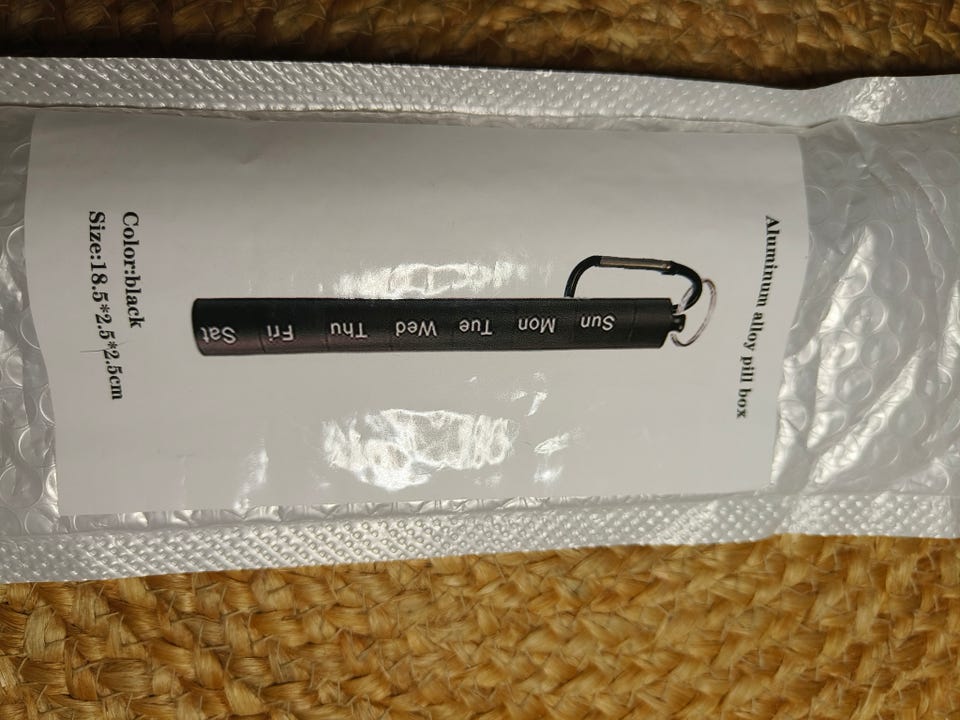 Aluminum alloy pill box
Sun
Mon
Tue
Wed
Thu
Fri
Sat
Color:black
Size:18.5*2.5*2.5cm